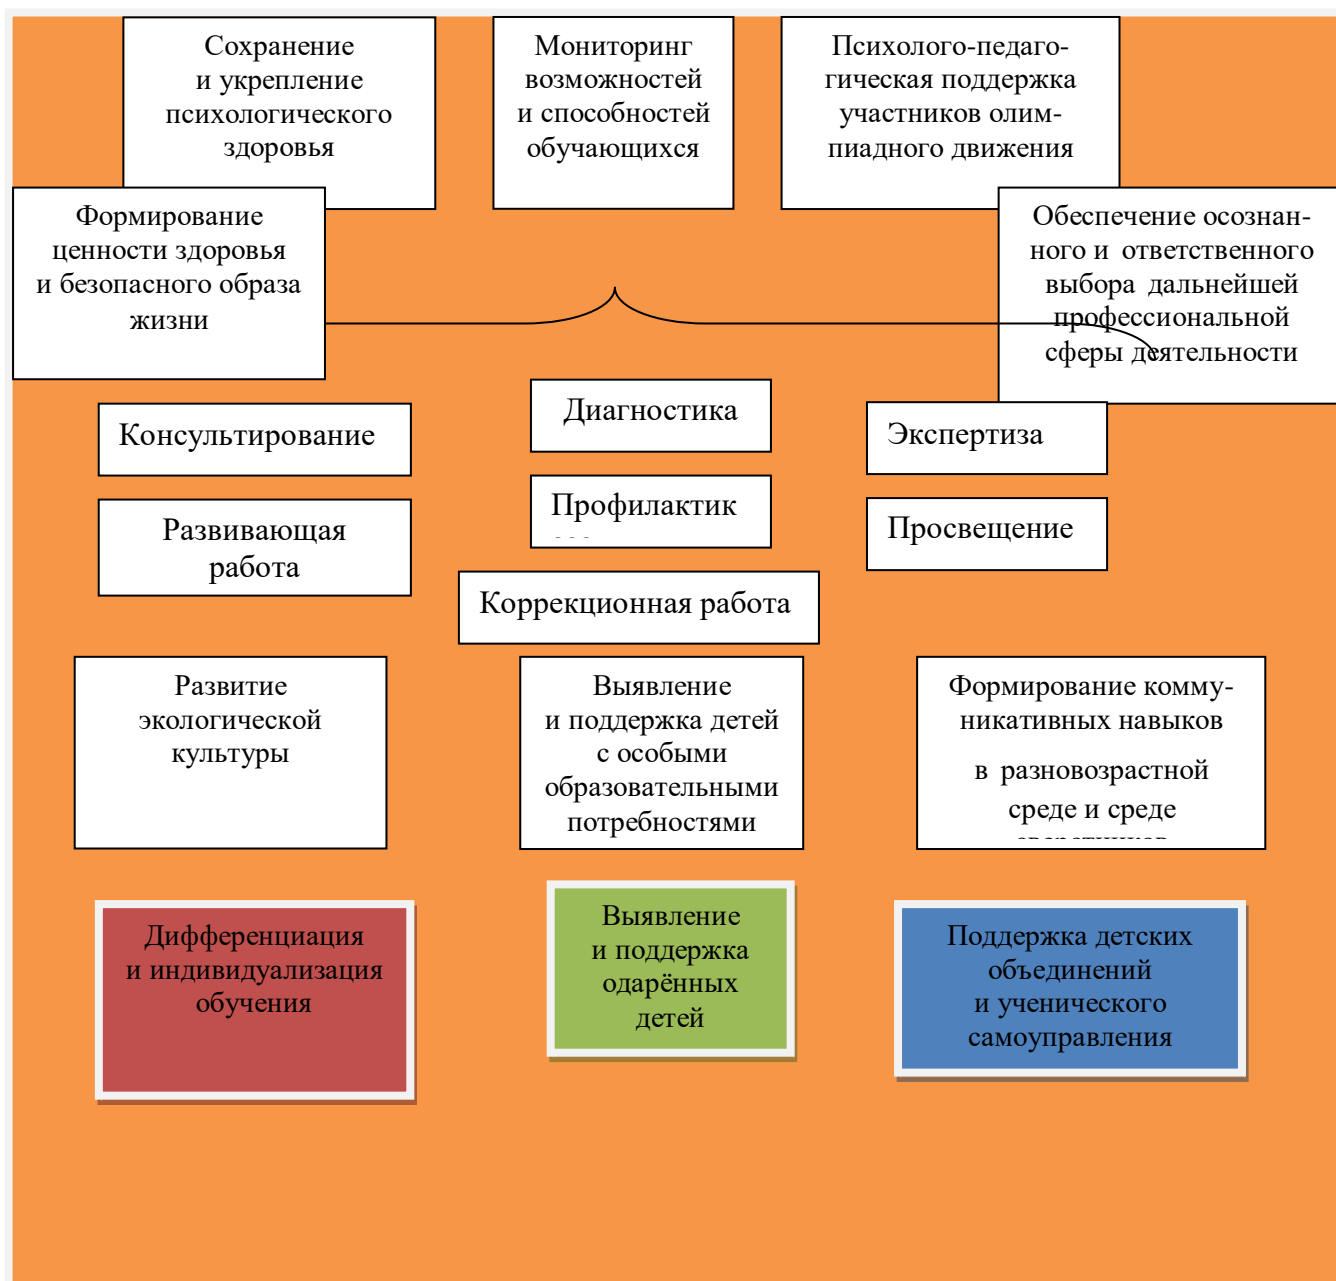 Сохранение
и укрепление
психологического
здоровья
Мониторинг
возможностей
и способностей
обучающихся
Психолого-педаго-
гическая поддержка
участников олим-
пиадного движения
Формирование
ценности здоровья
и безопасного образа
жизни
Обеспечение осознан-
ного и ответственного
выбора дальнейшей
профессиональной
сферы деятельности
Консультирование
Диагностика
Экспертиза
Развивающая
работа
Профилактик
Просвещение
Коррекционная работа
Развитие
экологической
культуры
Выявление
и поддержка детей
с особыми
образовательными
потребностями
Формирование комму-
никативных навыков
в разновозрастной
среде и среде
Дифференциация
и индивидуализация
обучения
Выявление
и поддержка
одарённых
детей
Поддержка детских
объединений
и ученического
самоуправления